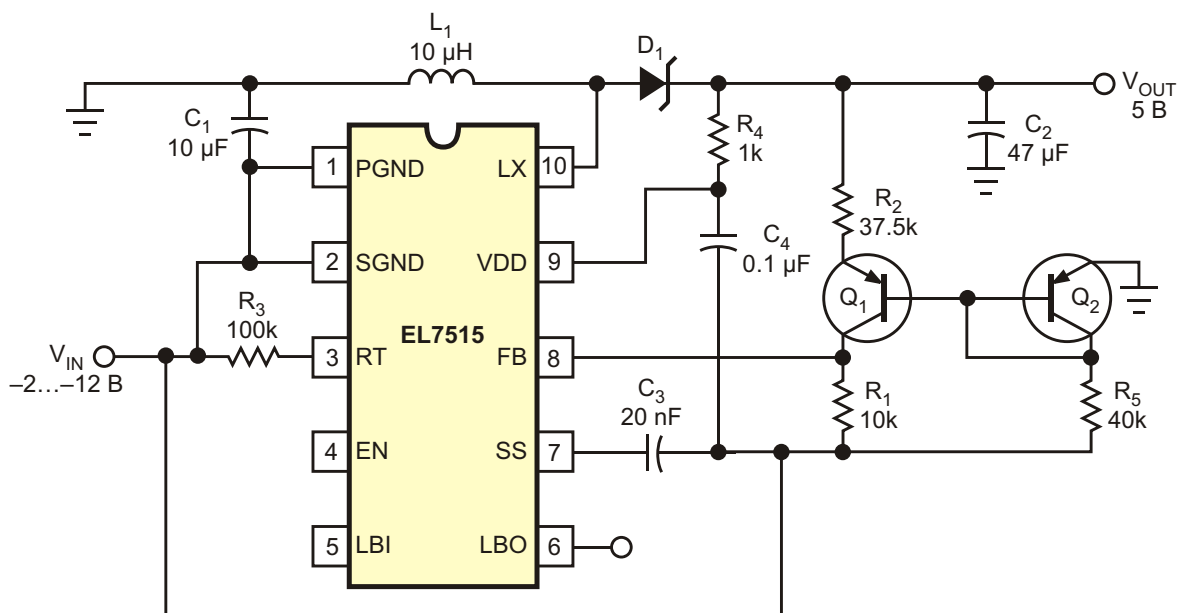 L1
10 µH
D1
VOUT
5 В
C1
10 µF
R4
1k
C2
47 µF
1
PGND
LX
10
R2
37.5k
2
SGND
VDD
9
C4
0.1 µF
Q1
Q2
R3
100k
EL7515
VIN
–2...–12 В
3
RT
FB
8
C3
20 nF
R1
10k
R5
40k
4
EN
SS
7
5
LBI
LBO
6